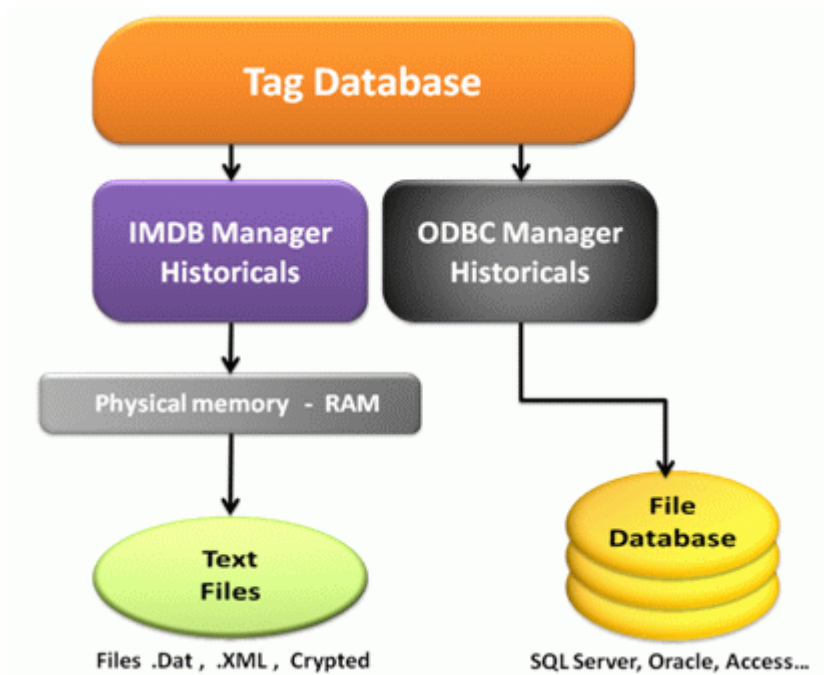 Tag Database
IMDB Manager
Historicals
ODBC Manager
Historicals
Physical memory - RAM
Text
Files
File
Database
Files .Dat , .XML , Crypted
SQL Server, Oracle, Access...